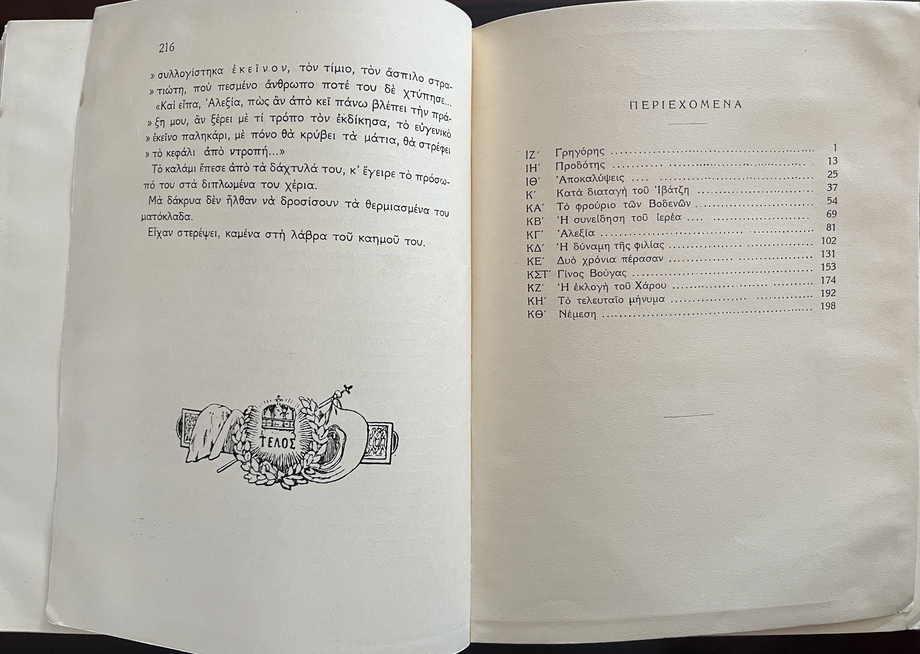 216
» συλλογίστηκα ἐκεῖνον, τὸν τίμιο, τὸν ἄσπιλο στρα-
» τιώτη, ποὺ πεσμένο ἄνθρωπο ποτέ του δὲ χτύπησε...
«Καὶ εἶπα, Ἀλεξία, πὼς ἂν ἀπὸ κεῖ πάνω βλέπει τὴν πρά-
» ξη μου, ἂν ξέρει μὲ τί τρόπο τὸν ἐκδίκησα, τὸ εὐγενικὸ
» ἐκεῖνο παληκάρι, μὲ πόνο θὰ κρύβει τὰ μάτια, θὰ στρέφει
» τὸ κεφάλι ἀπὸ ντροπή...»
Τὸ καλάμι ἔπεσε ἀπὸ τὰ δάχτυλά του, κ' ἔγειρε τὸ πρόσω-
πό του στὰ διπλωμένα του χέρια.
Μὰ δάκρυα δὲν ἦλθαν νὰ δροσίσουν τὰ θερμιασμένα του
ματόκλαδα.
Εἶχαν στερέψει, καμένα στὴ λάβρα τοῦ καημοῦ του.
ΤΕΛΟΣ
ΠΕΡΙΕΧΟΜΕΝΑ
ΙΖ' Γρηγόρης 1
ΙΗ' Προδότης 13
ΙΘ' Ἀποκαλύψεις 25
Κ' Κατὰ διαταγὴ τοῦ Ἰβάτζη 37
ΚΑ' Τὸ φρούριο τῶν Βοδενῶν 54
ΚΒ' Ἡ συνείδηση τοῦ ἱερέα 69
ΚΓ' Ἀλεξία 81
ΚΔ' Ἡ δύναμη τῆς φιλίας 102
ΚΕ' Δυὸ χρόνια πέρασαν 131
ΚΣΤ' Γίνος Βούγας 153
ΚΖ' Ἡ ἐκλογὴ τοῦ Χάρου 174
ΚΗ' Τὸ τελευταῖο μήνυμα 192
ΚΘ' Νέμεση 198